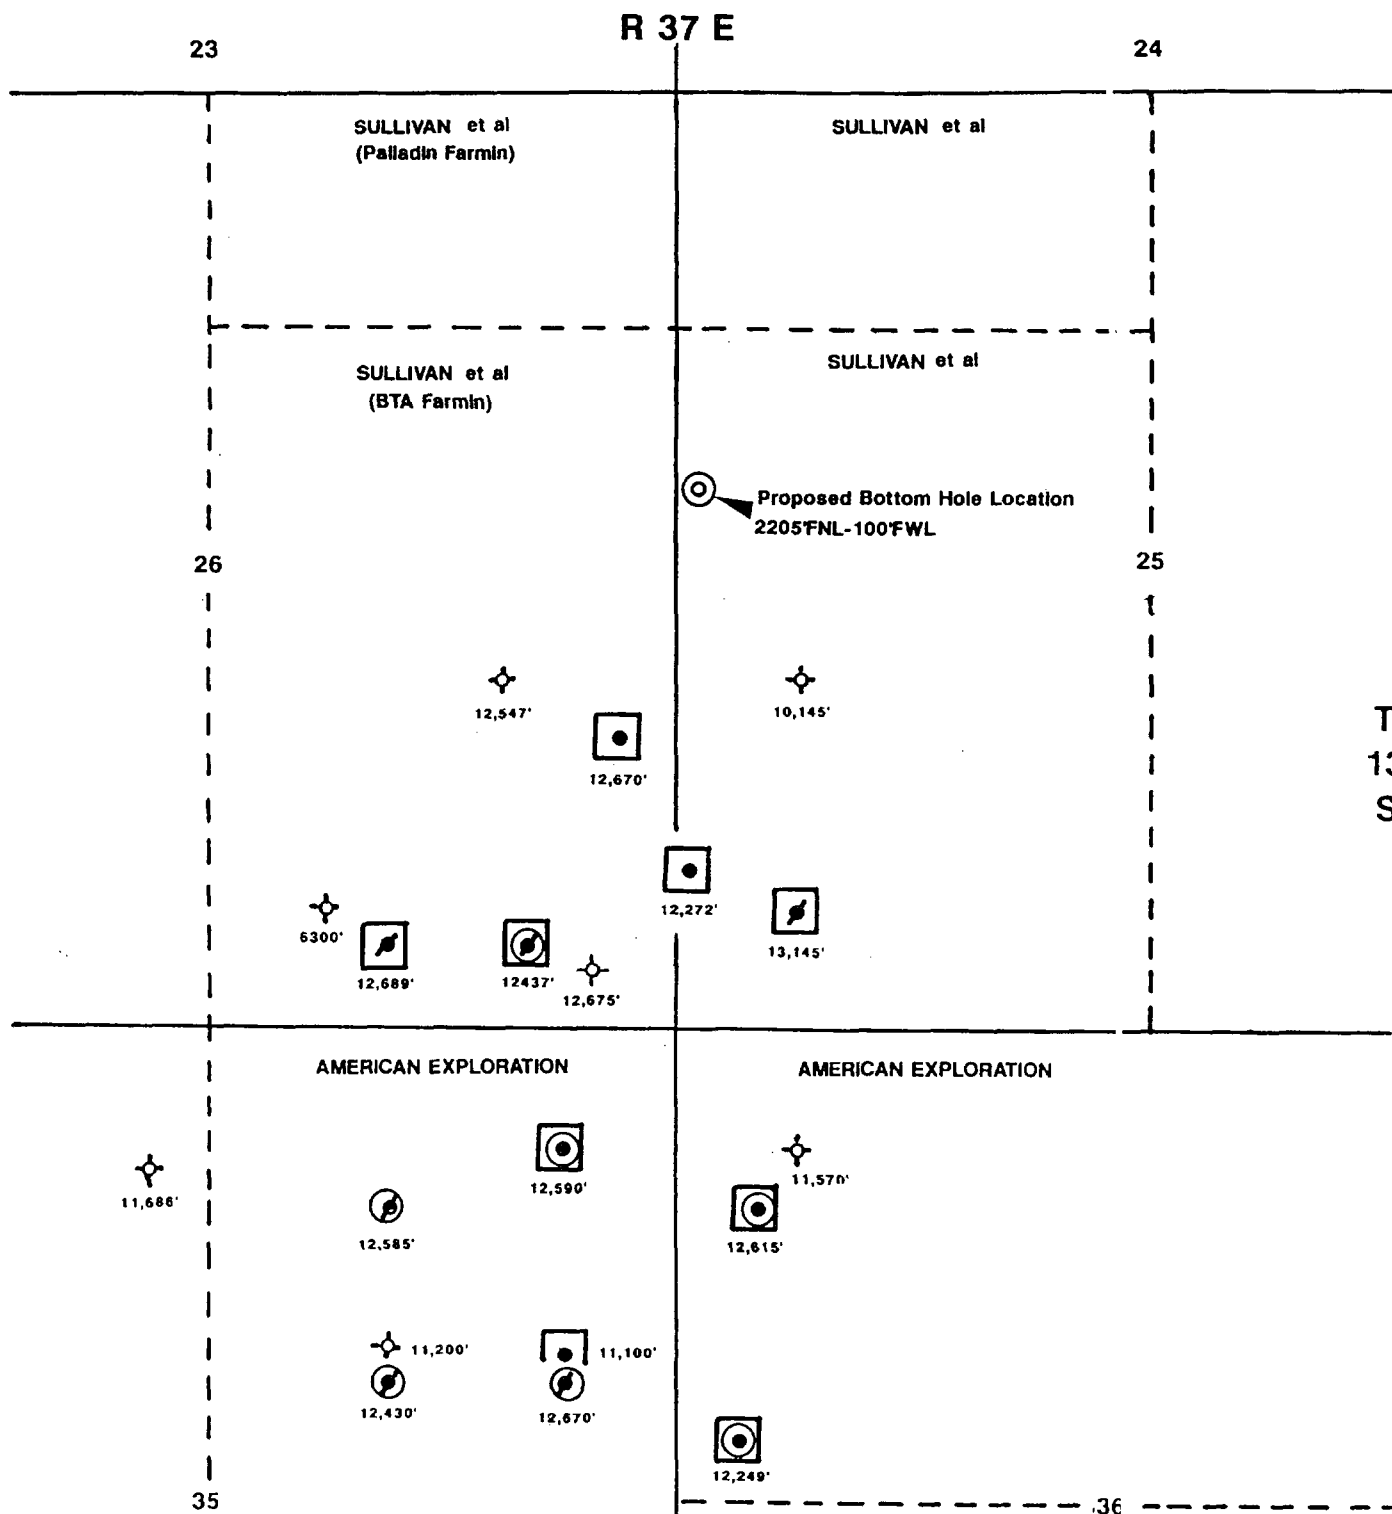 R 37 E
23
24
SULLIVAN et al
(Palladin Farmin)
SULLIVAN et al
SULLIVAN et al
(BTA Farmin)
SULLIVAN et al
Proposed Bottom Hole Location
2205'FNL-100'FWL
26
25
12,547'
10,145'
T
13
S
12,670'
12,272'
6300'
12,689'
12437'
12,675'
13,145'
AMERICAN EXPLORATION
AMERICAN EXPLORATION
11,686'
12,590'
11,570'
12,585'
12,615'
11,200'
11,100'
12,430'
12,670'
12,249'
35
36